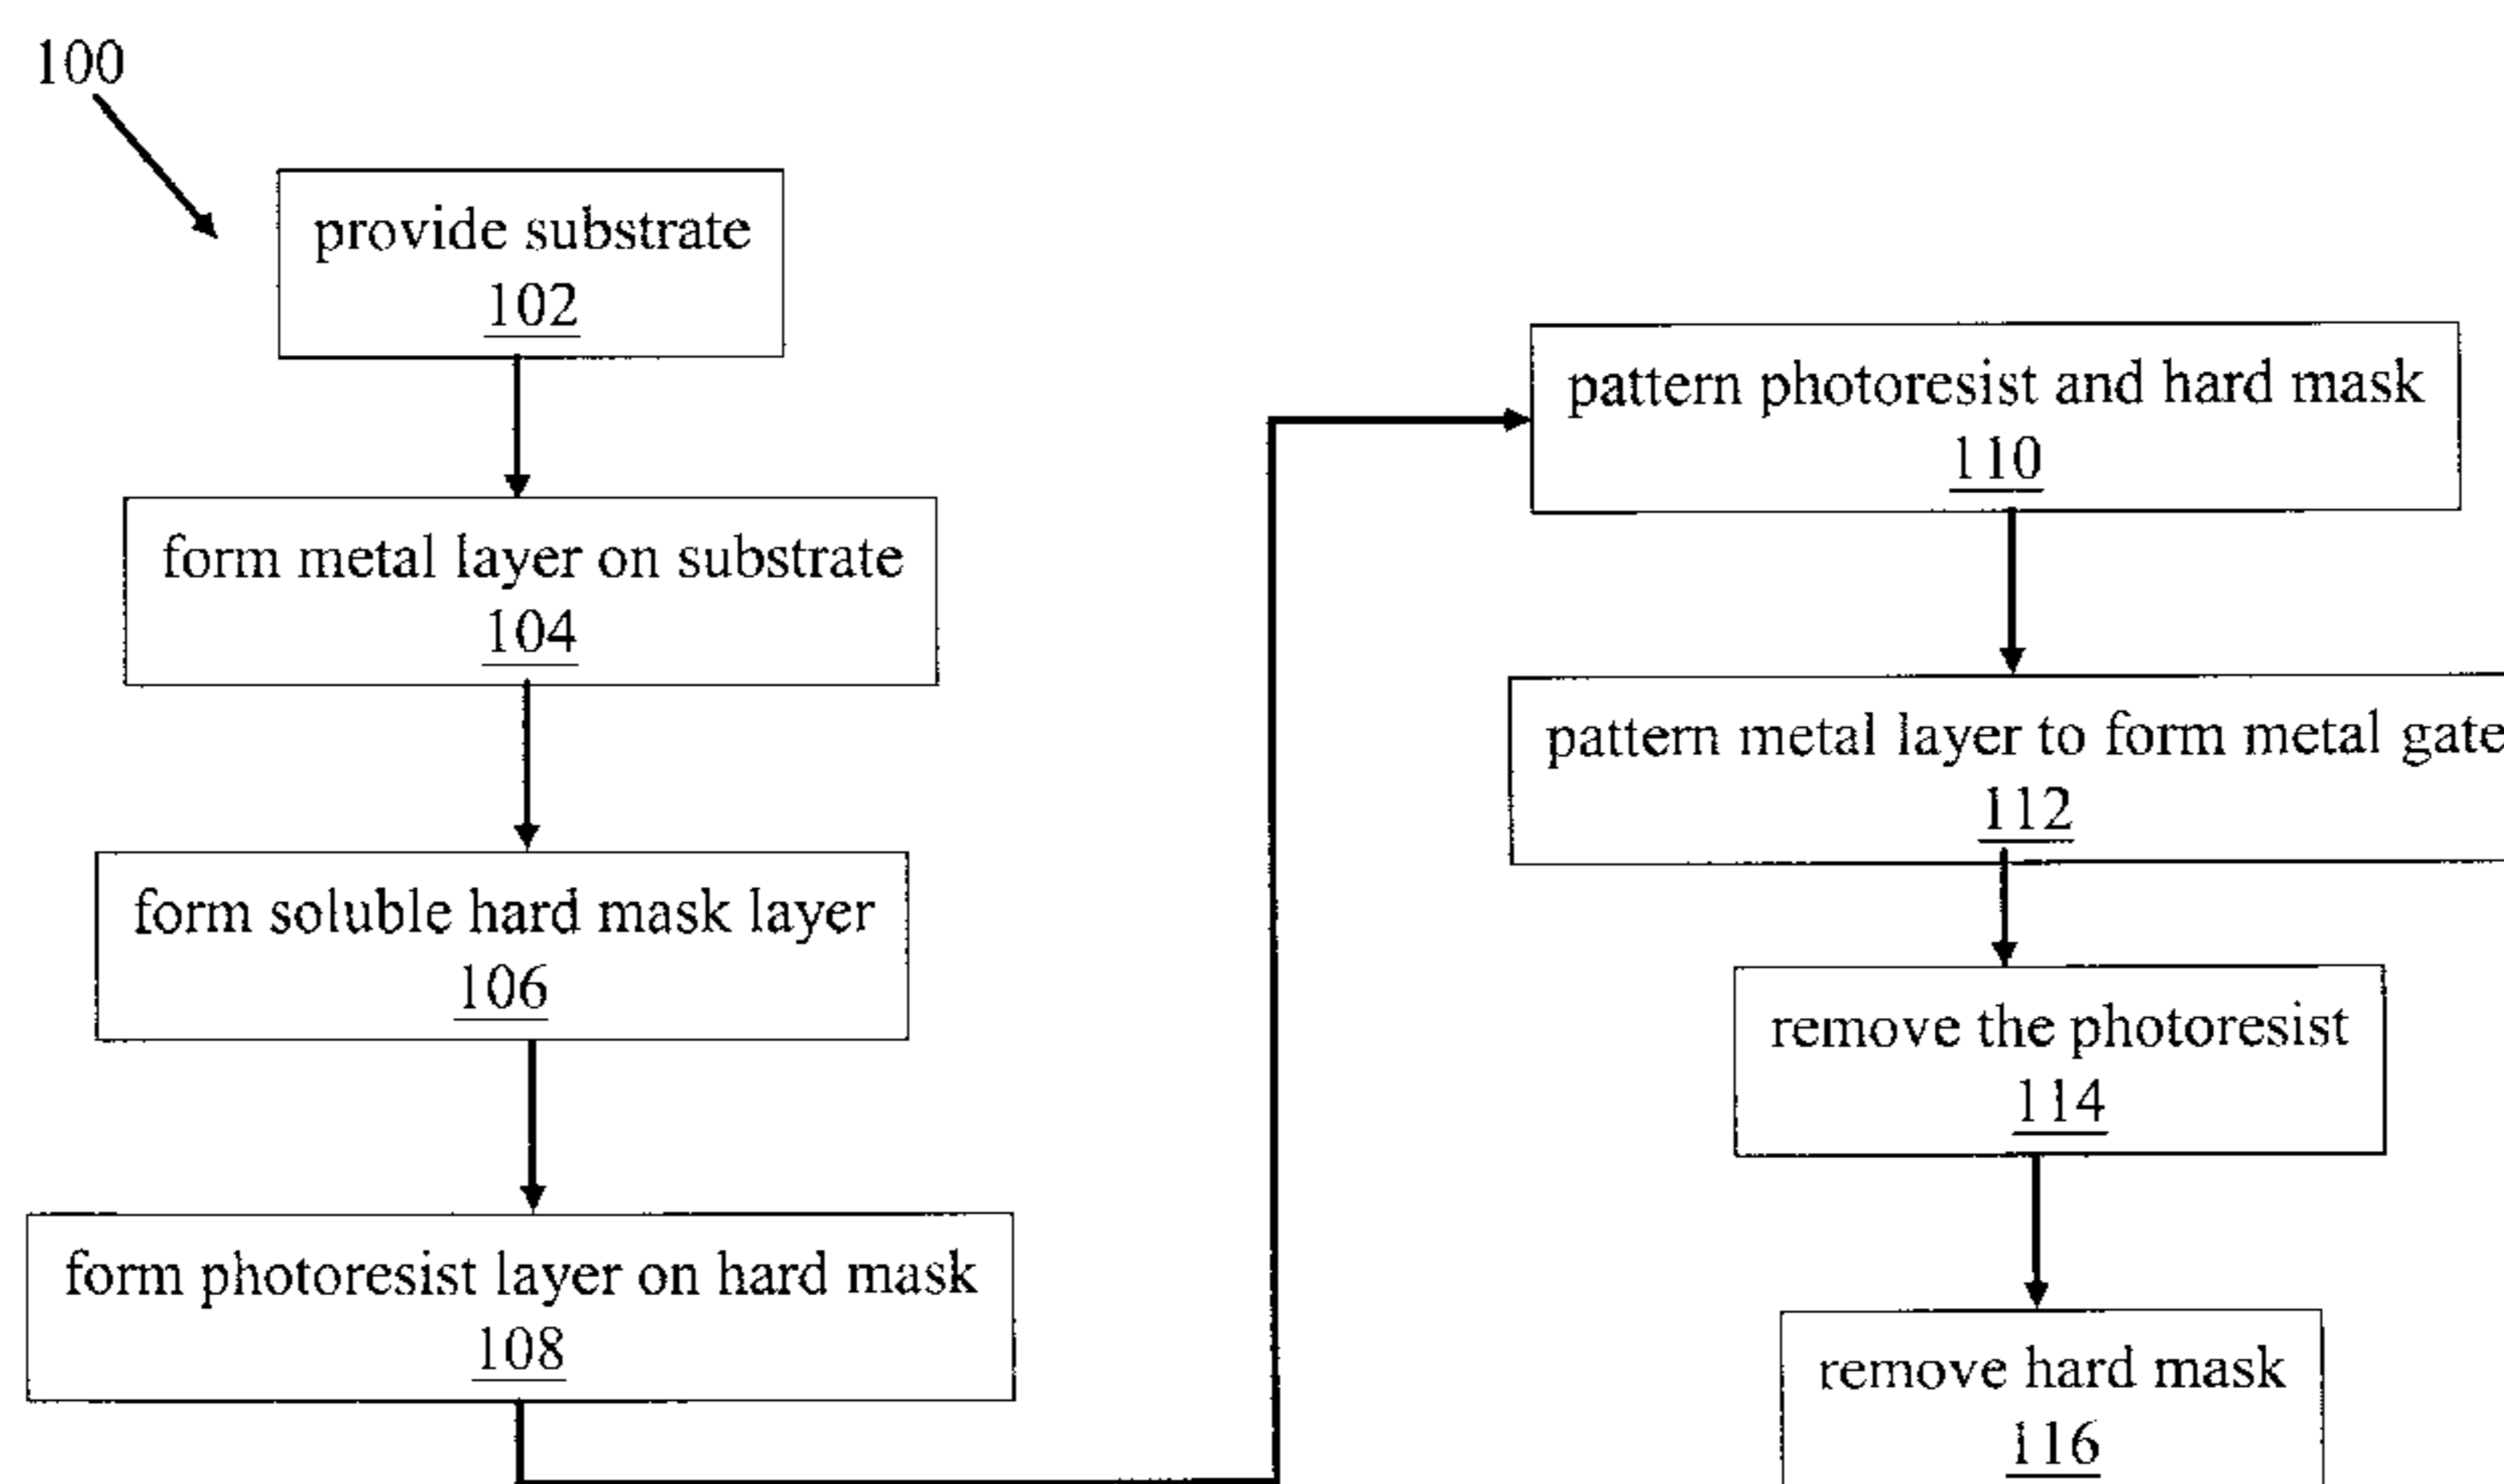 100
provide substrate
102
form metal layer on substrate
104
form soluble hard mask layer
106
form photoresist layer on hard mask
108
pattern photoresist and hard mask
110
pattern metal layer to form metal gate
112
remove the photoresist
114
remove hard mask
116